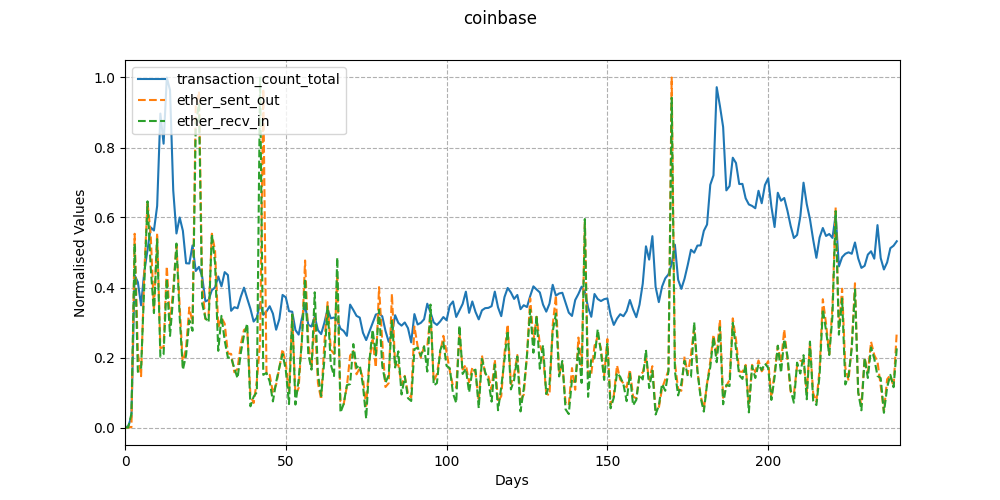 coinbase
transaction_count_total
ether_sent_out
ether_recv_in
1.0
0.8
0.6
0.4
0.2
0.0
Normalised Values
0
50
100
150
200
Days